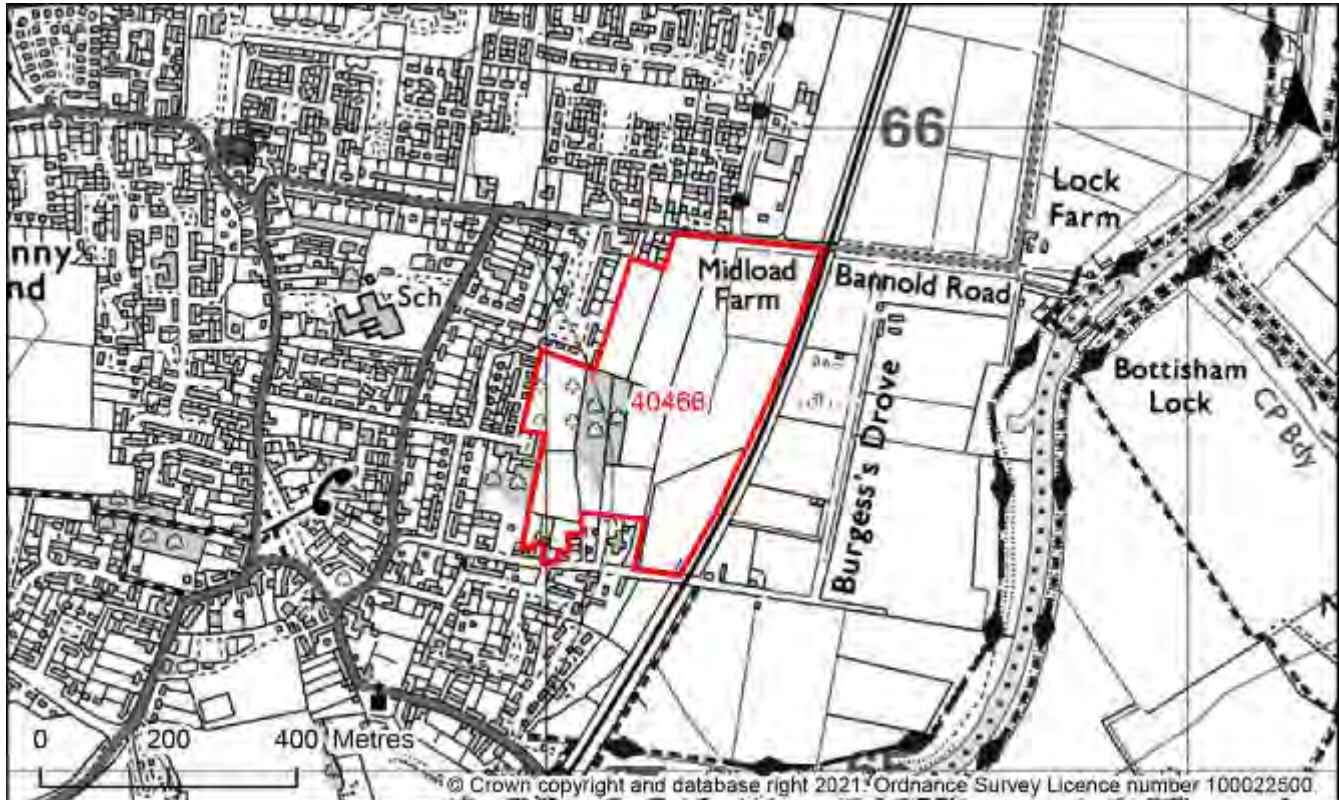 66
Lock
Farm
nny
nd
Sch
Midload
Farm
Bannold Road
40468
Burgess's Drove
Bottisham
Lock
CP Bdy
0 200 400 Metres
© Crown copyright and database right 2021. Ordnance Survey Licence number 100022500.